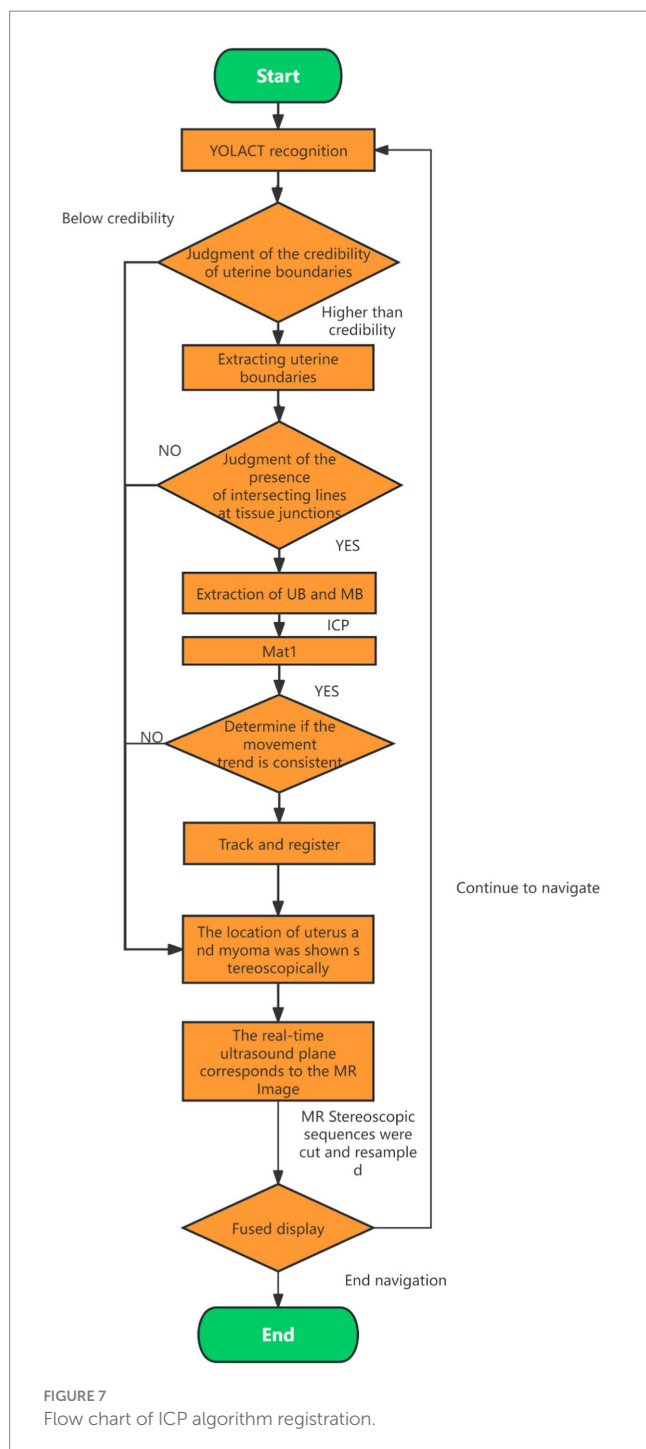 Start
YOLACT recognition
Below credibility
Judgment of the credibility
of uterine boundaries
Higher than
credibility
Extracting uterine
boundaries
NO
Judgment of the
presence
of intersecting lines
at tissue junctions
YES
Extraction of UB and MB
ICP
Mat1
YES
NO
Determine if the
movement
trend is consistent
Track and register
Continue to navigate
The location of uterus a
nd myoma was shown s
tereoscopically
The real-time
ultrasound plane
corresponds to the MR
Image
MR Stereoscopic
sequences were
cut and resample
d
Fused display
End navigation
End
FIGURE 7
Flow chart of ICP algorithm registration.